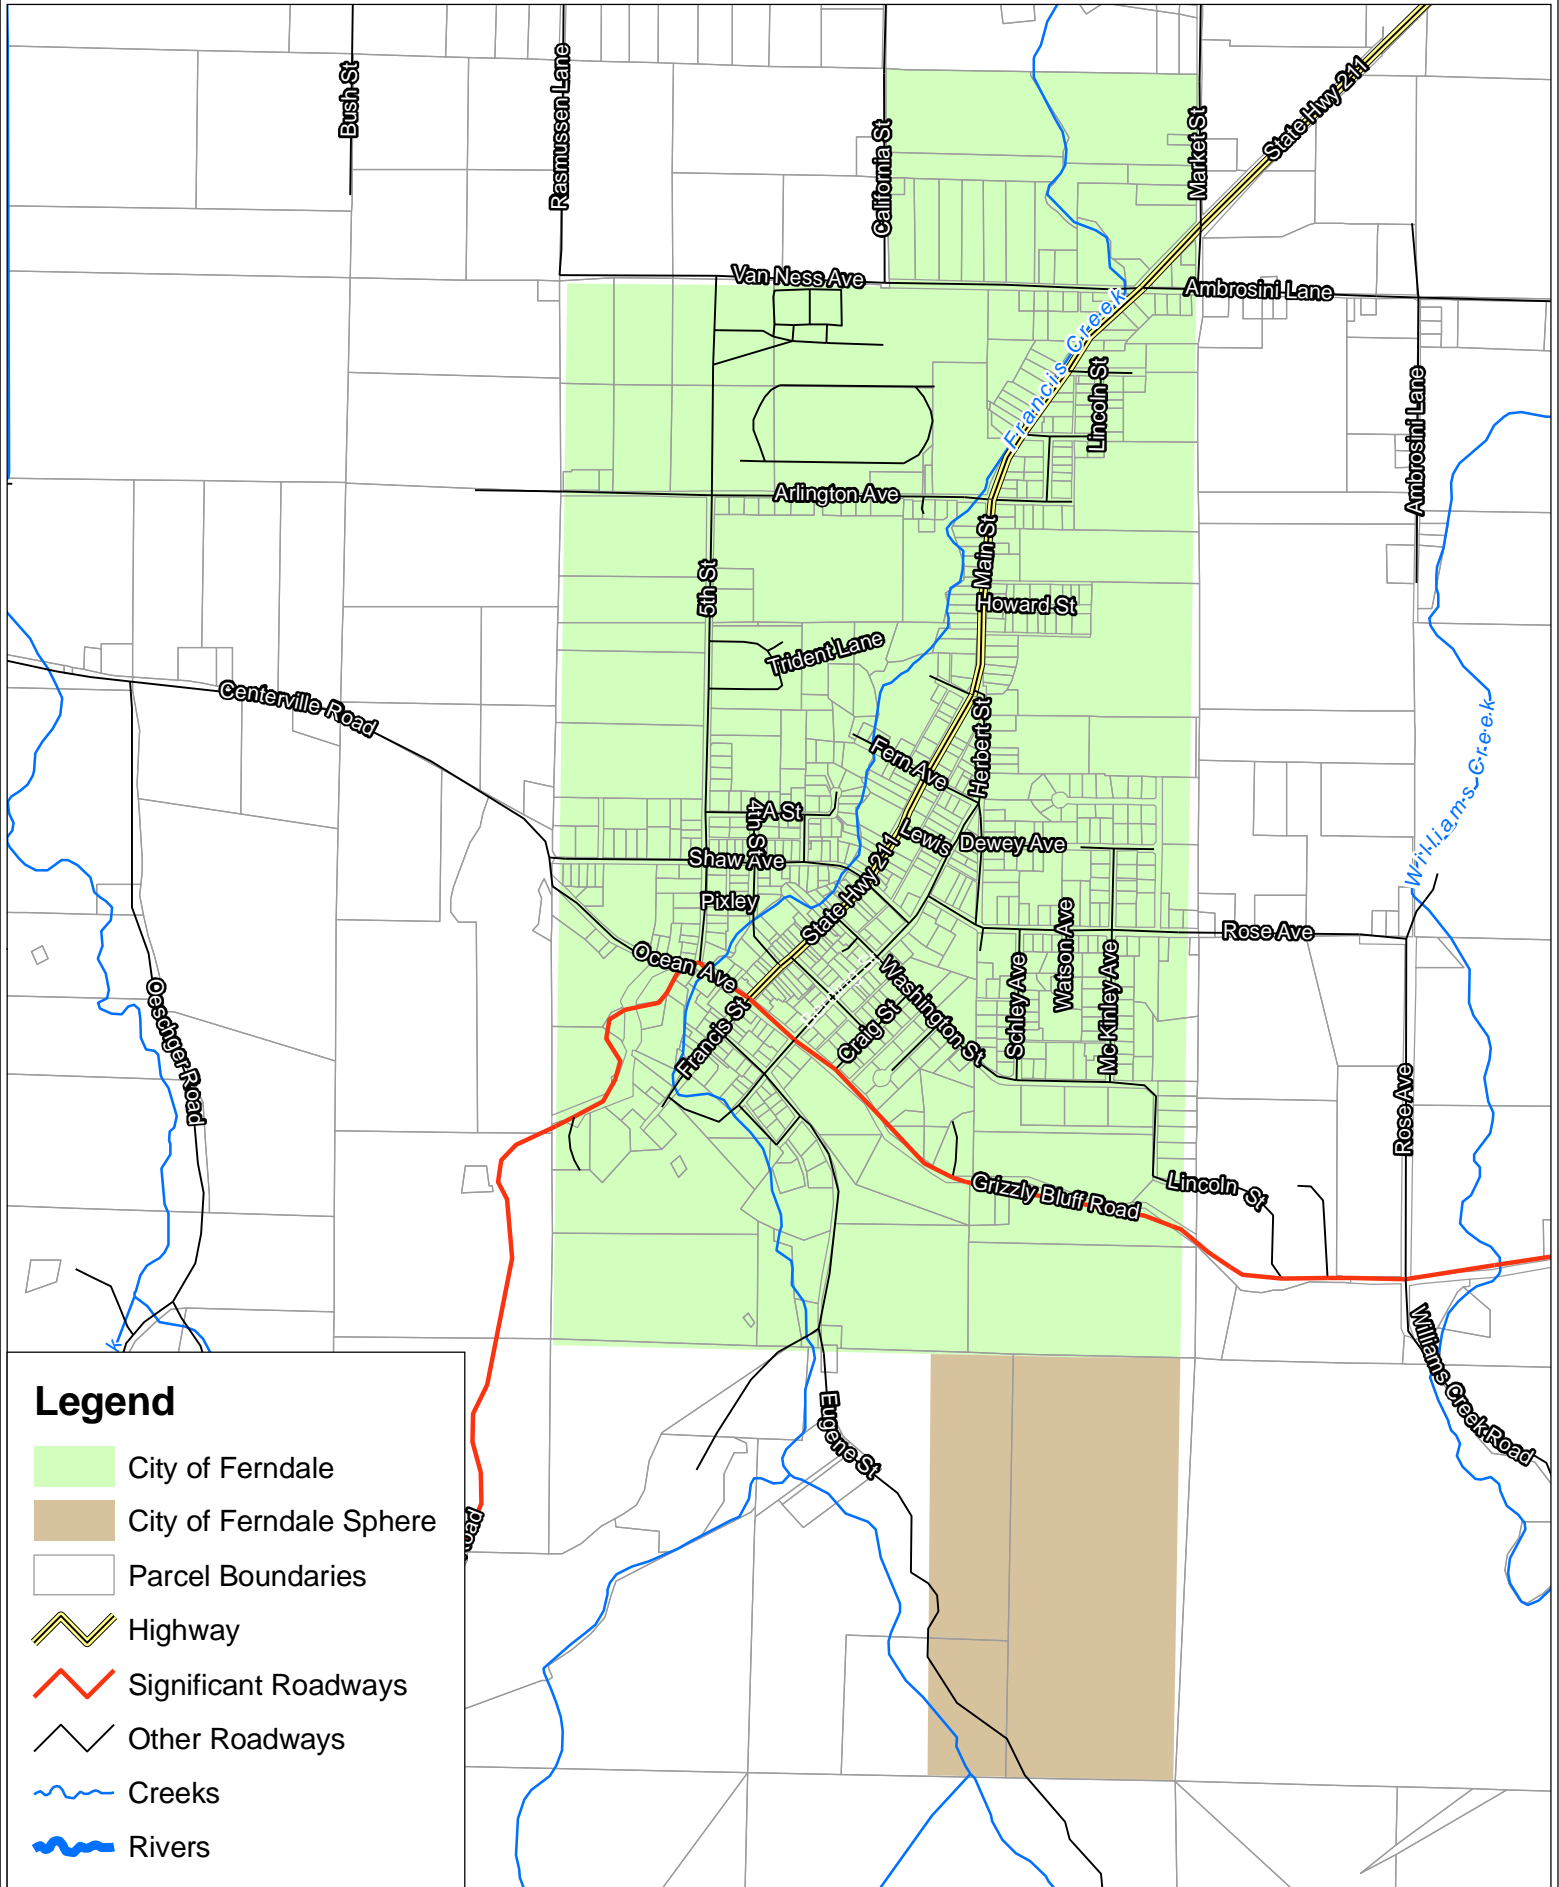 Bush St
Rasmussen Lane
California St
Market St
State Hwy 211
Van Ness Ave
Ambrosini Lane
Francis Creek
Lincoln St
Ambrosini Lane
Arlington Ave
Main St
5th St
Howard St
Trident Lane
Centerville Road
Herbert St
Fern Ave
Williams Creek
4th St
A St
Lewis
Dewey Ave
Shaw Ave
State Hwy 211
Pixley
Rose Ave
Watson Ave
Ocean Ave
Washington St
Schley Ave
Mc Kinley Ave
Oeschger Road
Francis St
Craig St
Rose Ave
Grizzly Bluff Road
Lincoln St
Williams Creek Road
k
Eugene St
Road
Legend
City of Ferndale
City of Ferndale Sphere
Parcel Boundaries
Highway
Significant Roadways
Other Roadways
Creeks
Rivers